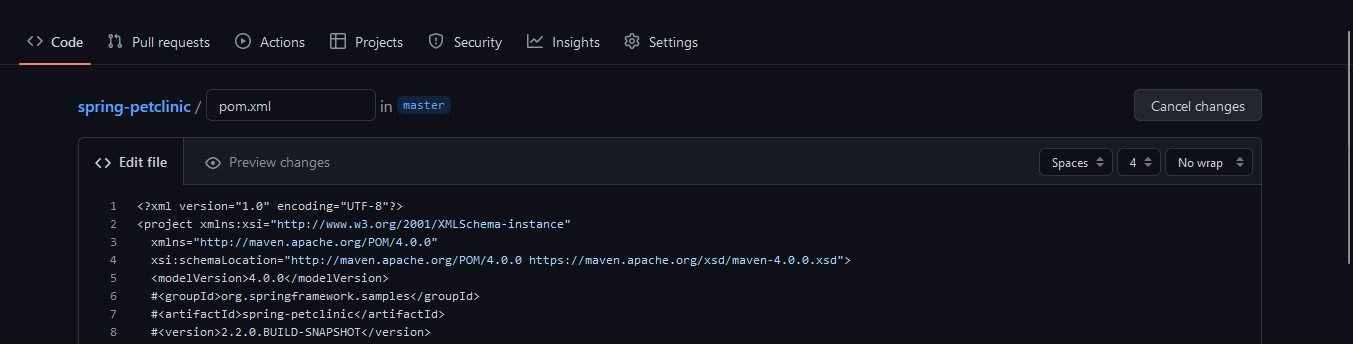 Code Pull requests Actions Projects Security Insights Settings
spring-petclinic / pom.xml in master Cancel changes
Edit file Preview changes Spaces 4 No wrap
1 <?xml version="1.0" encoding="UTF-8"?>
2 <project xmlns:xsi="http://www.w3.org/2001/XMLSchema-instance"
3 xmlns="http://maven.apache.org/POM/4.0.0"
4 xsi:schemaLocation="http://maven.apache.org/POM/4.0.0 https://maven.apache.org/xsd/maven-4.0.0.xsd">
5 <modelVersion>4.0.0</modelVersion>
6 #<groupId>org.springframework.samples</groupId>
7 #<artifactId>spring-petclinic</artifactId>
8 #<version>2.2.0.BUILD-SNAPSHOT</version>